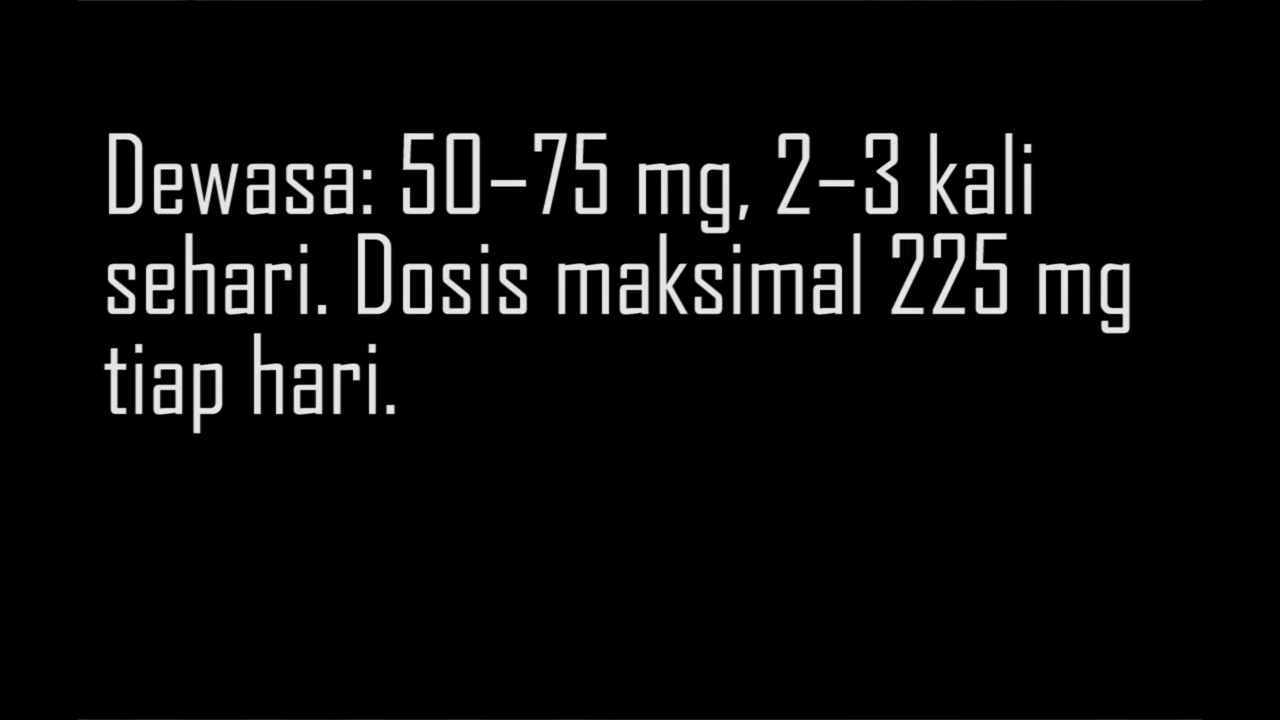 Dewasa: 50–75 mg, 2–3 kali
sehari. Dosis maksimal 225 mg
tiap hari.